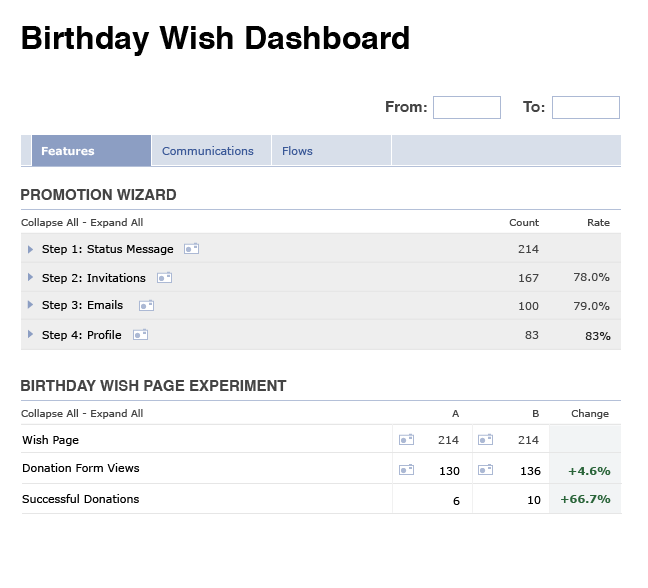 Birthday Wish Dashboard
From: To:
Features Communications Flows
PROMOTION WIZARD
Collapse All - Expand All Count Rate
Step 1: Status Message 214
Step 2: Invitations 167 78.0%
Step 3: Emails 100 79.0%
Step 4: Profile 83 83%
BIRTHDAY WISH PAGE EXPERIMENT
Collapse All - Expand All A B Change
Wish Page 214 214
Donation Form Views 130 136 +4.6%
Successful Donations 6 10 +66.7%